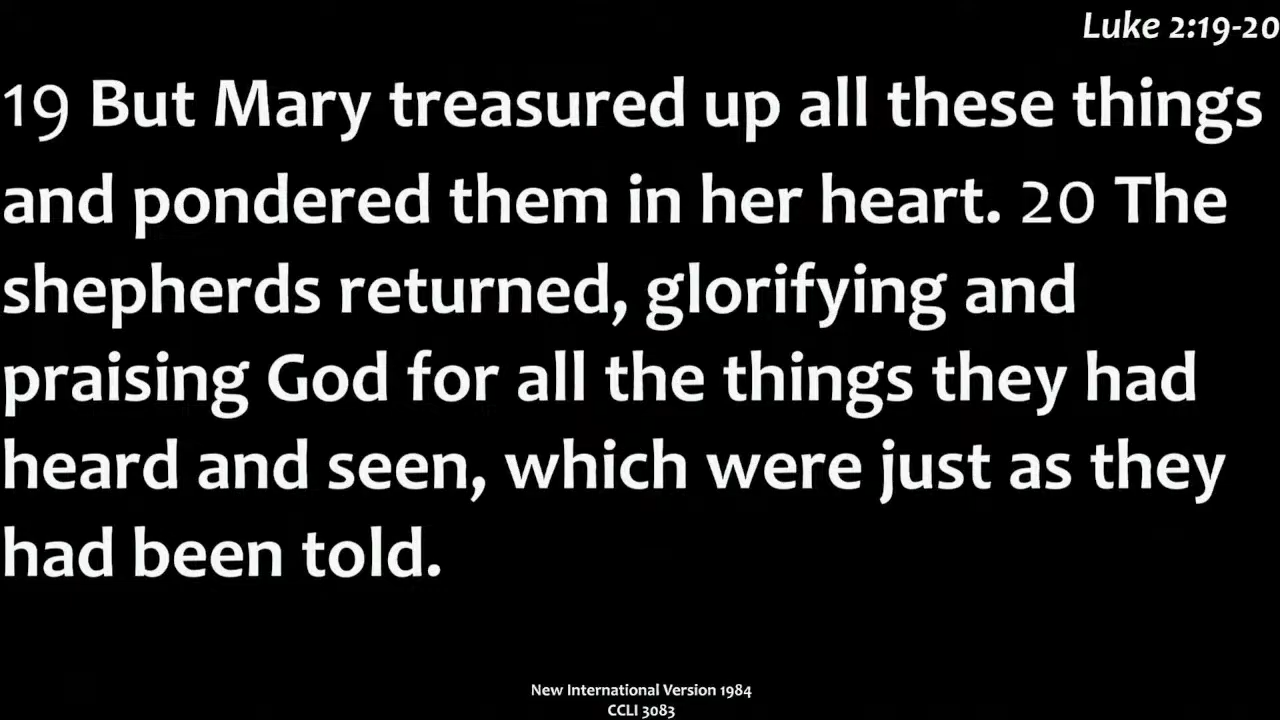 Luke 2:19-20
19 But Mary treasured up all these things
and pondered them in her heart. 20 The
shepherds returned, glorifying and
praising God for all the things they had
heard and seen, which were just as they
had been told.
New International Version 1984
CCLI 3083